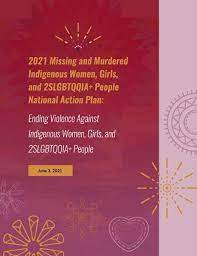 2021 Missing and Murdered
Indigenous Women, Girls,
and 2SLGBTQQIA+ People
National Action Plan:
Ending Violence Against
Indigenous Women, Girls, and
2SLGBTQQIA+ People
June 3, 2021